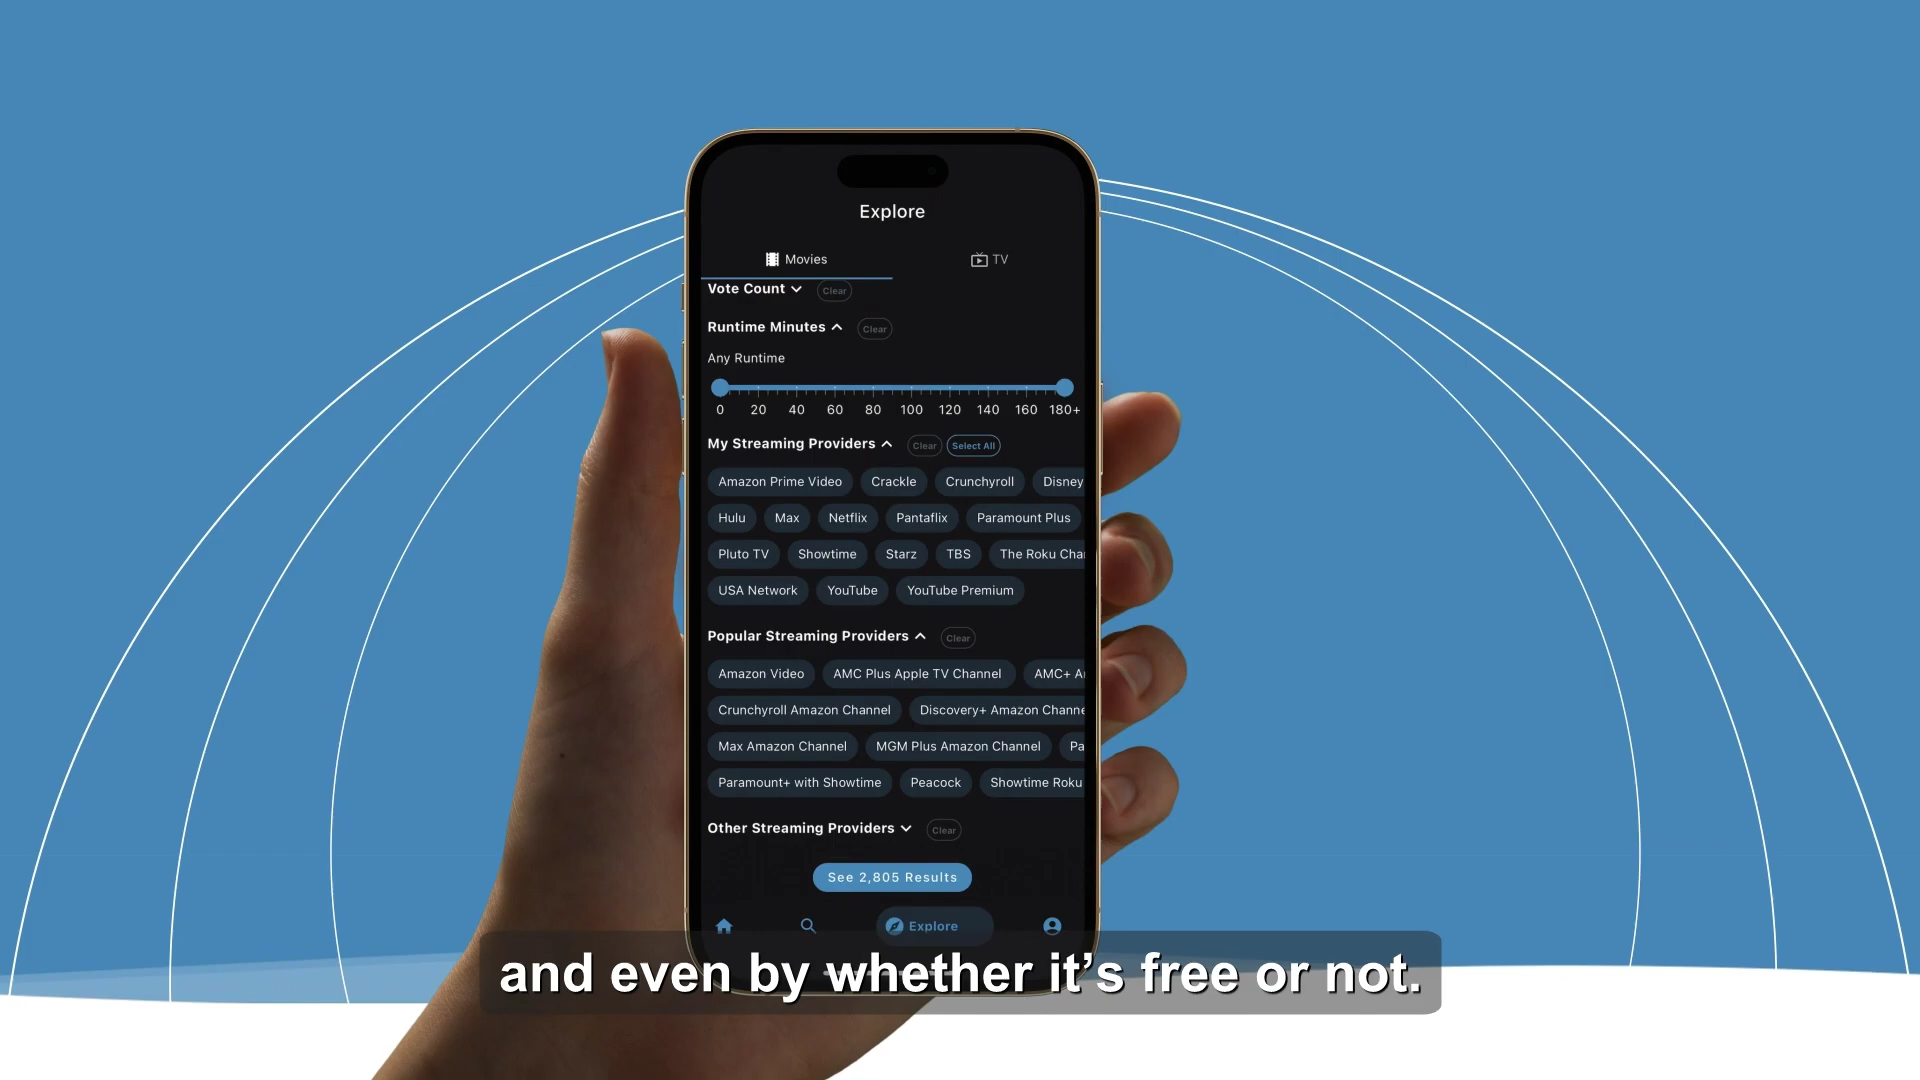 Explore
Movies
TV
Vote Count
Clear
Runtime Minutes
Clear
Any Runtime
0 20 40 60 80 100 120 140 160 180+
My Streaming Providers
Clear
Select All
Amazon Prime Video Crackle Crunchyroll Disney
Hulu Max Netflix Pantaflix Paramount Plus
Pluto TV Showtime Starz TBS The Roku Cha
USA Network YouTube YouTube Premium
Popular Streaming Providers
Clear
Amazon Video AMC Plus Apple TV Channel AMC+ A
Crunchyroll Amazon Channel Discovery+ Amazon Channe
Max Amazon Channel MGM Plus Amazon Channel Pa
Paramount+ with Showtime Peacock Showtime Roku
Other Streaming Providers
Clear
See 2,805 Results
Explore
and even by whether it’s free or not.